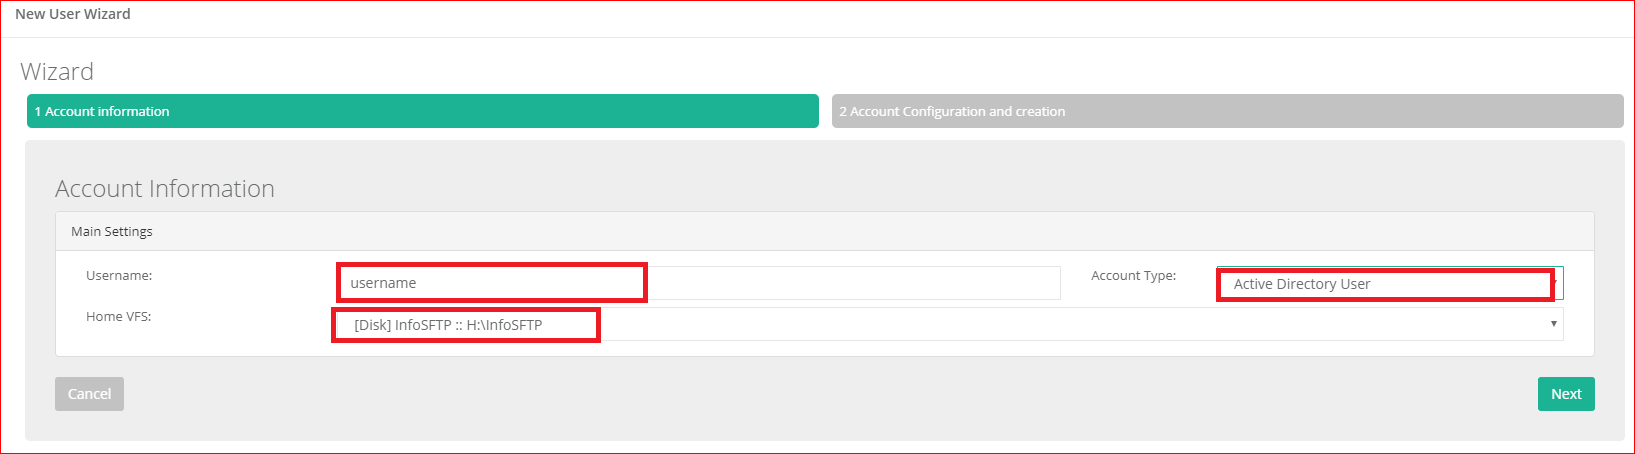 New User Wizard
Wizard
1 Account information
2 Account Configuration and creation
Account Information
Main Settings
Username: username Account Type: Active Directory User
Home VFS: [Disk] InfoSFTP :: H:\InfoSFTP
Cancel Next